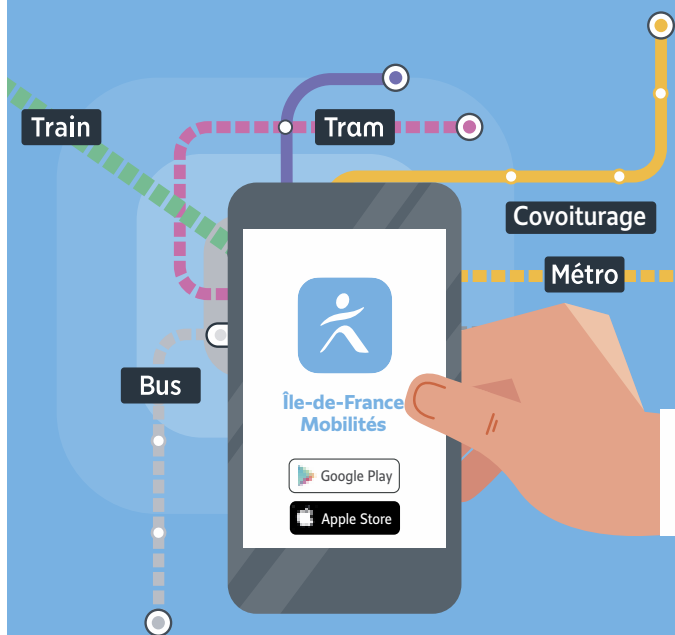 Train
Tram
Covoiturage
Métro
Bus
Île-de-France
Mobilités
Google Play
Apple Store